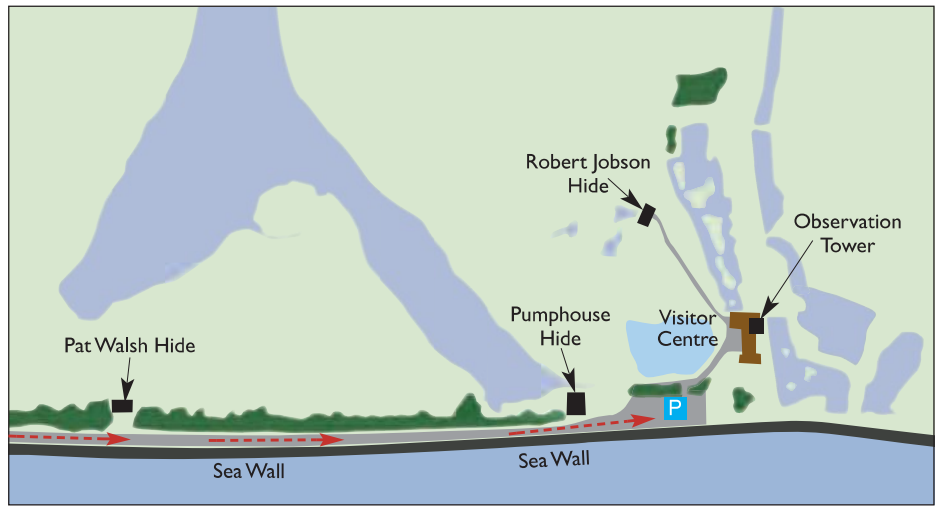 Robert Jobson
Hide
Observation
Tower
Pumphouse
Hide
Visitor
Centre
Pat Walsh Hide
P
Sea Wall
Sea Wall